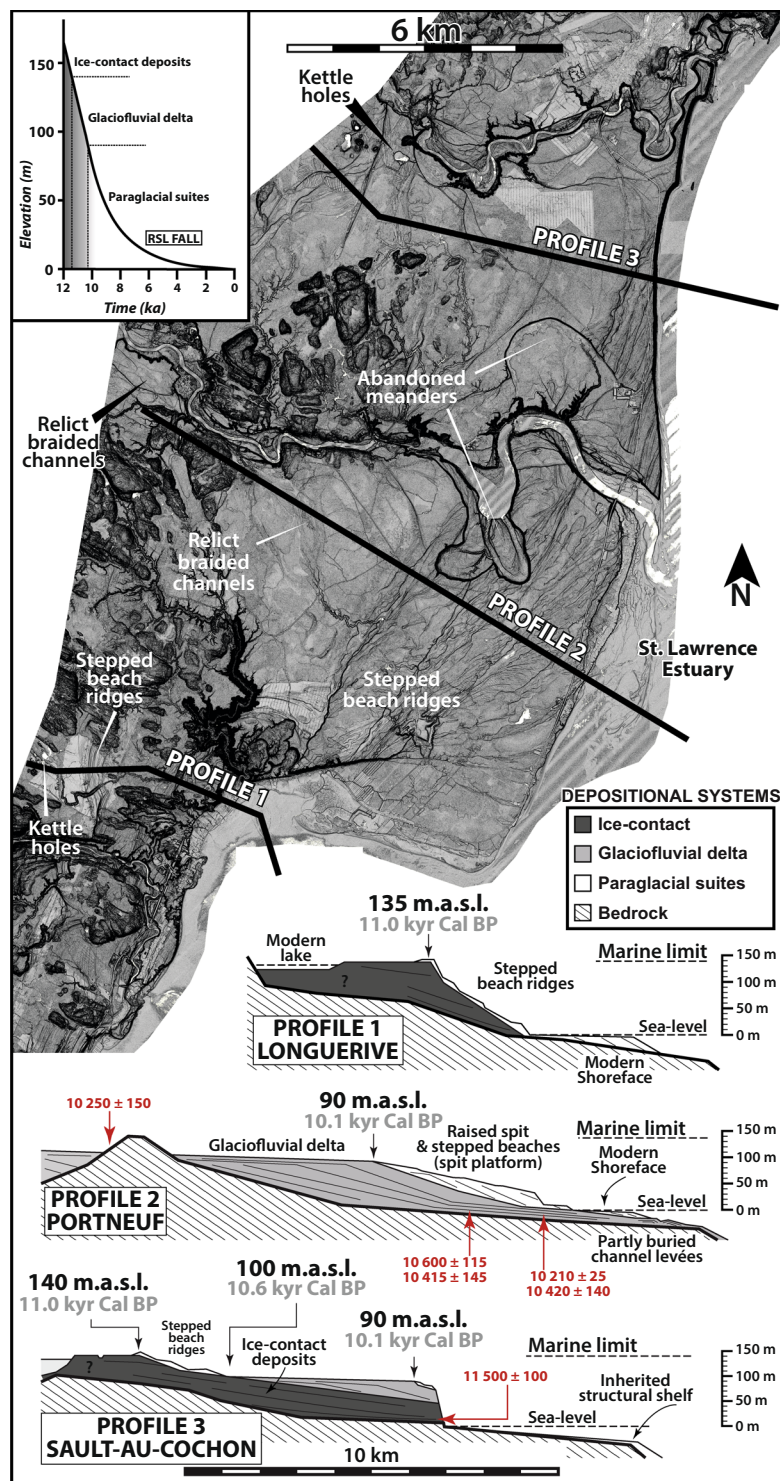 6 km
150
100
50
0
Elevation (m)
Ice-contact deposits
Glaciofluvial delta
Paraglacial suites
RSL FALL
12 10 8 6 4 2 0
Time (ka)
Kettle
holes
PROFILE 3
Abandoned
meanders
Relict
braided
channels
Relict
braided
channels
PROFILE 2
N
St. Lawrence
Estuary
Stepped
beach
ridges
Stepped
beach ridges
PROFILE 1
Kettle
holes
DEPOSITIONAL SYSTEMS
Ice-contact
Glaciofluvial delta
Paraglacial suites
Bedrock
135 m.a.s.l.
11.0 kyr Cal BP
Modern
lake
?
Stepped
beach ridges
Marine limit
150 m
100 m
50 m
0 m
Sea-level
PROFILE 1
LONGUERIVE
Modern
Shoreface
10 250 ± 150
90 m.a.s.l.
10.1 kyr Cal BP
Glaciofluvial delta
Raised spit
& stepped beaches
(spit platform)
Marine limit
Modern
Shoreface
150 m
100 m
50 m
0 m
Sea-level
PROFILE 2
PORTNEUF
Partly buried
channel levées
10 600 ± 115
10 415 ± 145
10 210 ± 25
10 420 ± 140
140 m.a.s.l.
11.0 kyr Cal BP
100 m.a.s.l.
10.6 kyr Cal BP
90 m.a.s.l.
10.1 kyr Cal BP
Stepped
beach
ridges
Ice-contact
deposits
?
11 500 ± 100
Marine limit
150 m
100 m
50 m
0 m
Inherited
structural shelf
Sea-level
PROFILE 3
SAULT-AU-COCHON
10 km